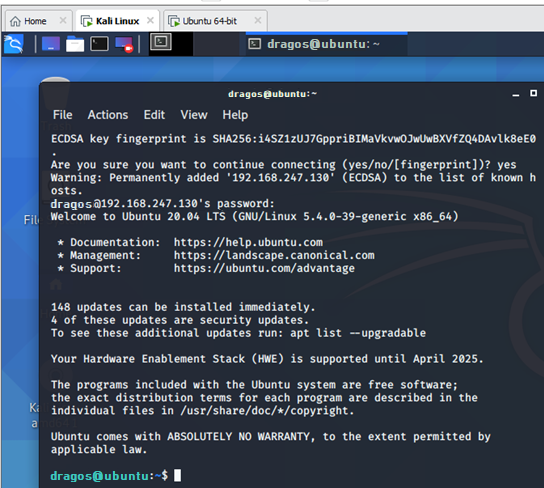 Home
Kali Linux
Ubuntu 64-bit
dragos@ubuntu: ~
dragos@ubuntu:~
File Actions Edit View Help
ECDSA key fingerprint is SHA256:i4SZ1zUJ7GppriBIMaVkvwOJwUwBXVfZQ4DAvlk8eE0
.
Are you sure you want to continue connecting (yes/no/[fingerprint])? yes
Warning: Permanently added '192.168.247.130' (ECDSA) to the list of known h
osts.
dragos@192.168.247.130's password:
Welcome to Ubuntu 20.04 LTS (GNU/Linux 5.4.0-39-generic x86_64)
* Documentation: https://help.ubuntu.com
* Management: https://landscape.canonical.com
* Support: https://ubuntu.com/advantage
148 updates can be installed immediately.
4 of these updates are security updates.
To see these additional updates run: apt list --upgradable
Your Hardware Enablement Stack (HWE) is supported until April 2025.
The programs included with the Ubuntu system are free software;
the exact distribution terms for each program are described in the
individual files in /usr/share/doc/*/copyright.
Ubuntu comes with ABSOLUTELY NO WARRANTY, to the extent permitted by
applicable law.
dragos@ubuntu:~$